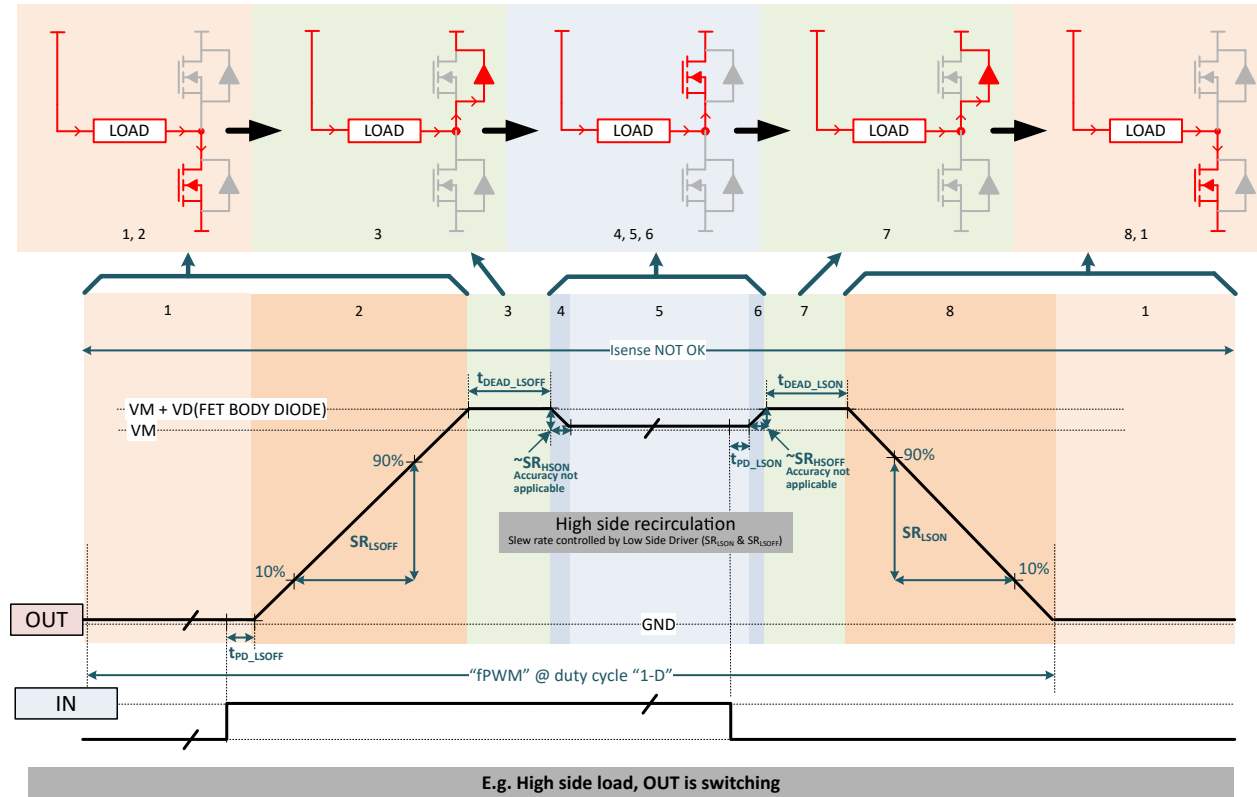 LOAD
LOAD
LOAD
LOAD
LOAD
1, 2
3
4, 5, 6
7
8, 1
1
2
3
4
5
6
7
8
1
Isense NOT OK
tDEAD_LSOFF
tDEAD_LSON
VM + VD(FET BODY DIODE)
VM
90%
~SRHSON
Accuracy not
applicable
tPD_LSON
~SRHSOFF
Accuracy not
applicable
90%
High side recirculation
Slew rate controlled by Low Side Driver (SRLSON & SRLSOFF)
SRLSOFF
SRLSON
10%
10%
OUT
GND
tPD_LSOFF
“fPWM” @ duty cycle “1-D”
IN
E.g. High side load, OUT is switching